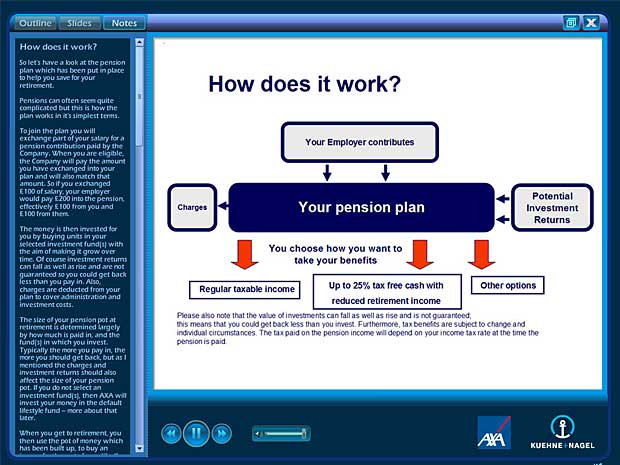 Outline
Slides
Notes
How does it work?
So let's have a look at the pension
plan which has been put in place
to help you save for your
retirement.
Pensions can often seem quite
complicated but this is how the
plan works in it's simplest terms.
To join the plan you will
exchange part of your salary for a
pension contribution paid by the
Company. When you are eligible,
the Company will pay the amount
you have exchanged into your
plan and will also match that
amount. So if you exchanged
£100 of salary, your employer
would pay £200 into the pension,
effectively £100 from you and
£100 from them.
The money is then invested for
you by buying units in your
selected investment fund(s) with
the aim of making it grow over
time. Of course investment returns
can fall as well as rise and are not
guaranteed so you could get back
less than you pay in. Also,
charges are deducted from your
plan to cover administration and
investment costs.
The size of your pension pot at
retirement is determined largely
by how much is paid in, and the
fund(s) in which you invest.
Typically the more you pay in, the
more you should get back, but as I
mentioned the charges and
investment returns should also
affect the size of your pension
pot. If you do not select an
investment fund(s), then AXA will
invest your money in the default
lifestyle fund – more about that
later.
When you get to retirement, you
then use the pot of money which
has been built up, to buy an
How does it work?
Your Employer contributes
Charges
Your pension plan
Potential
Investment
Returns
You choose how you want to
take your benefits
Regular taxable income
Up to 25% tax free cash with
reduced retirement income
Other options
Please also note that the value of investments can fall as well as rise and is not guaranteed;
this means that you could get back less than you invest. Furthermore, tax benefits are subject to change and
individual circumstances. The tax paid on the pension income will depend on your income tax rate at the time the
pension is paid.
AXA
KUEHNE+NAGEL